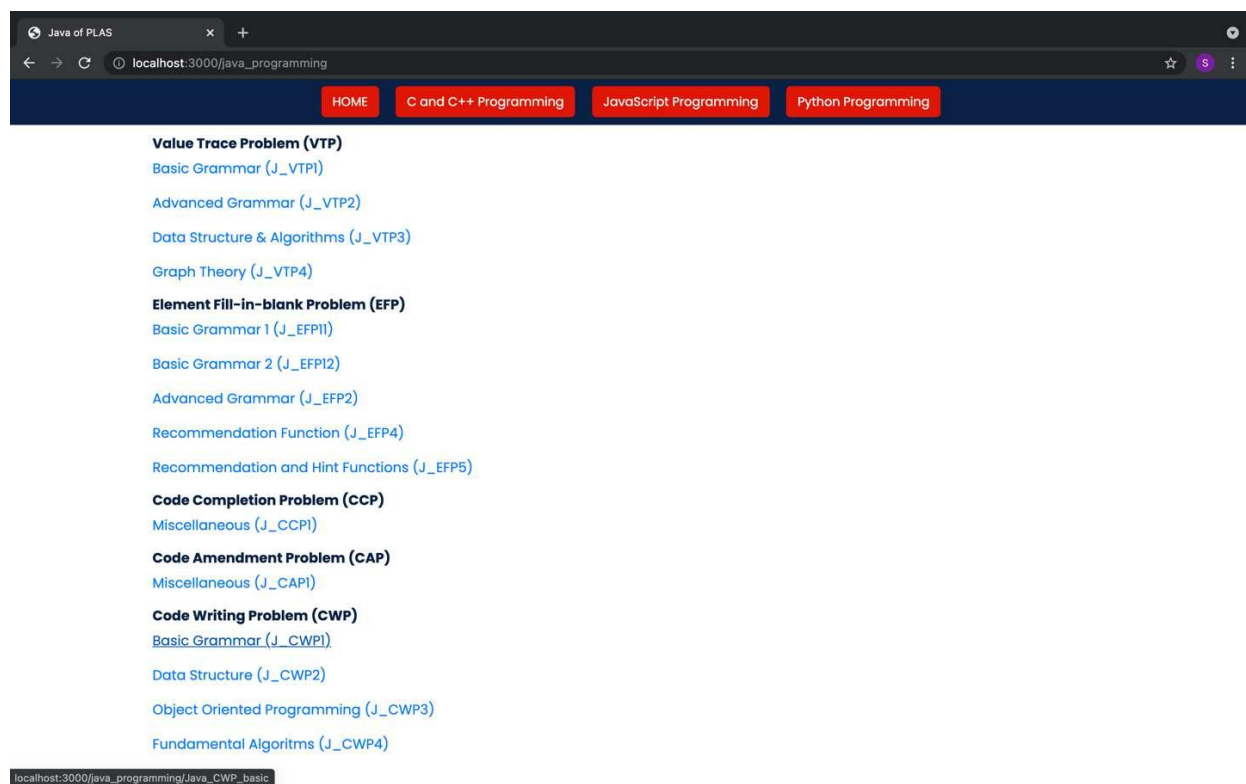 Java of PLAS
localhost:3000/java_programming
S
HOME
C and C++ Programming
JavaScript Programming
Python Programming
Value Trace Problem (VTP)
Basic Grammar (J_VTP1)
Advanced Grammar (J_VTP2)
Data Structure & Algorithms (J_VTP3)
Graph Theory (J_VTP4)
Element Fill-in-blank Problem (EFP)
Basic Grammar 1 (J_EFP11)
Basic Grammar 2 (J_EFP12)
Advanced Grammar (J_EFP2)
Recommendation Function (J_EFP4)
Recommendation and Hint Functions (J_EFP5)
Code Completion Problem (CCP)
Miscellaneous (J_CCP1)
Code Amendment Problem (CAP)
Miscellaneous (J_CAP1)
Code Writing Problem (CWP)
Basic Grammar (J_CWP1)
Data Structure (J_CWP2)
Object Oriented Programming (J_CWP3)
Fundamental Algoritms (J_CWP4)
localhost:3000/java_programming/Java_CWP_basic